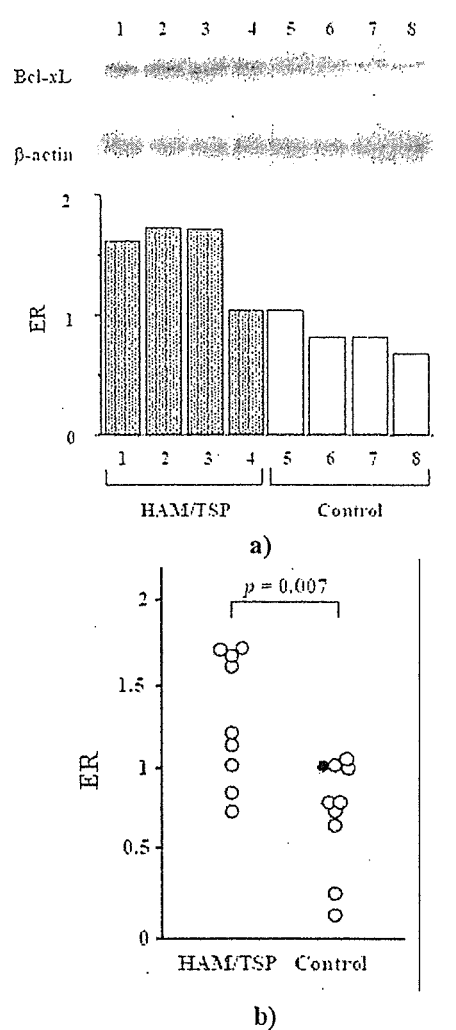 1 2 3 4 5 6 7 8
Bcl-xL
β-actin
2
1
0
ER
1 2 3 4 5 6 7 8
HAM/TSP Control
a)
p = 0.007
2
1.5
1
0.5
0
ER
HAM/TSP Control
b)